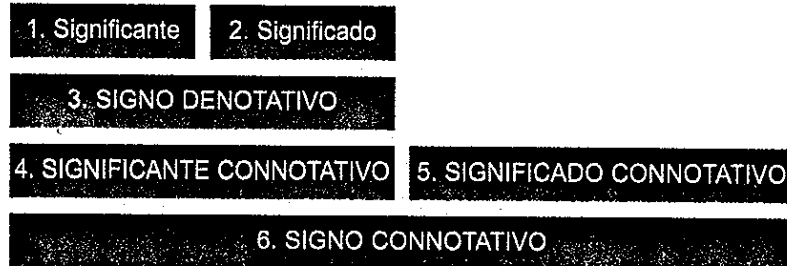 1. Significante 2. Significado
3. SIGNO DENOTATIVO
4. SIGNIFICANTE CONNOTATIVO 5. SIGNIFICADO CONNOTATIVO
6. SIGNO CONNOTATIVO